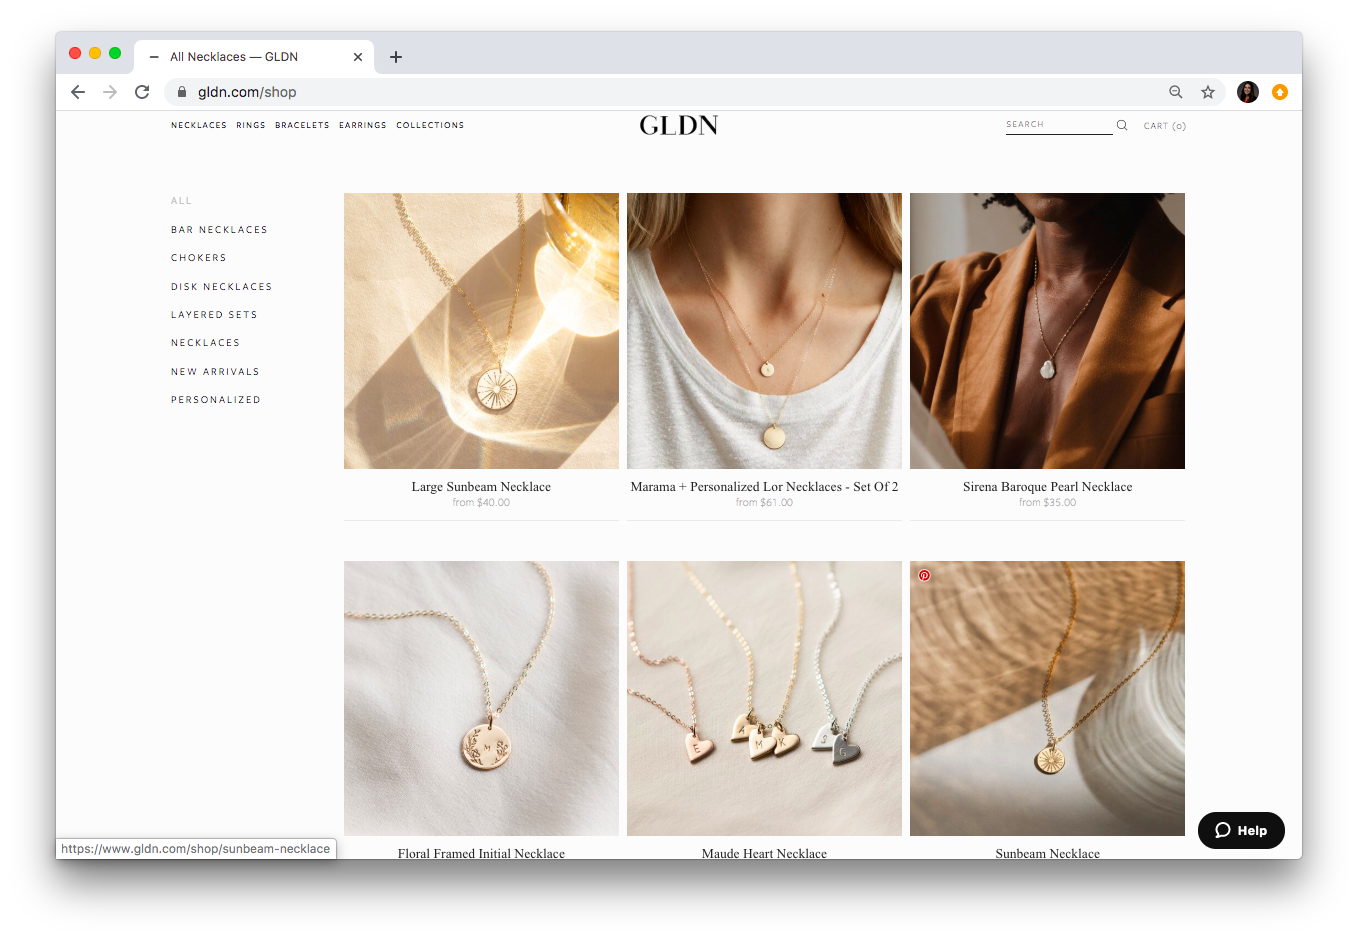 All Necklaces — GLDN
gldn.com/shop
NECKLACES RINGS BRACELETS EARRINGS COLLECTIONS
GLDN
SEARCH
CART (0)
ALL
BAR NECKLACES
CHOKERS
DISK NECKLACES
LAYERED SETS
NECKLACES
NEW ARRIVALS
PERSONALIZED
Large Sunbeam Necklace
from $40.00
Marama + Personalized Lor Necklaces - Set Of 2
from $61.00
Sirena Baroque Pearl Necklace
from $35.00
M
E
A
M
K
S
G
Floral Framed Initial Necklace
Maude Heart Necklace
Sunbeam Necklace
Help
https://www.gldn.com/shop/sunbeam-necklace